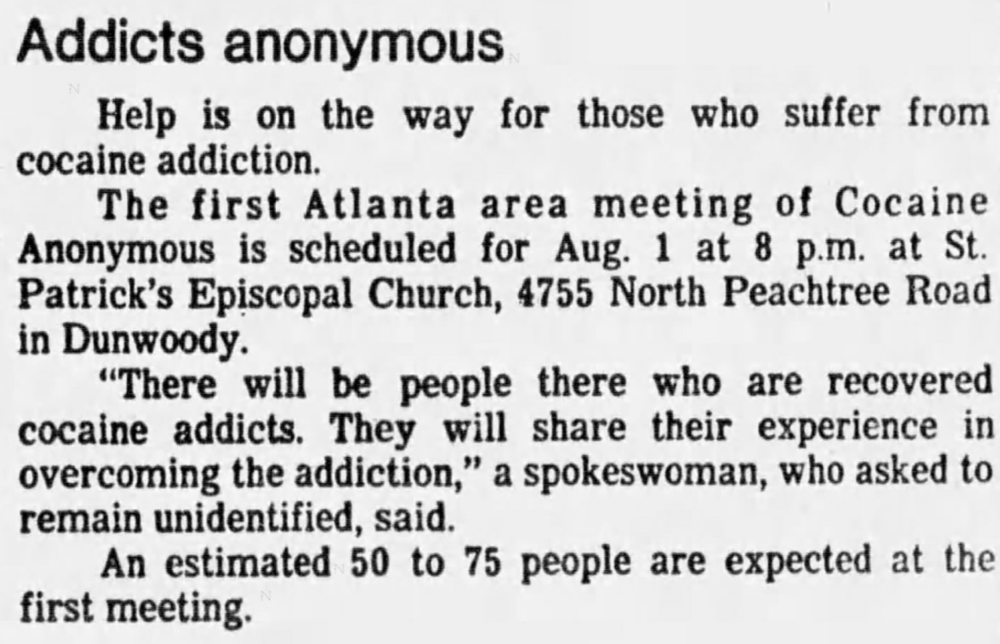 Addicts anonymous
Help is on the way for those who suffer from
cocaine addiction.
The first Atlanta area meeting of Cocaine
Anonymous is scheduled for Aug. 1 at 8 p.m. at St.
Patrick's Episcopal Church, 4755 North Peachtree Road
in Dunwoody.
“There will be people there who are recovered
cocaine addicts. They will share their experience in
overcoming the addiction,” a spokeswoman, who asked to
remain unidentified, said.
An estimated 50 to 75 people are expected at the
first meeting.